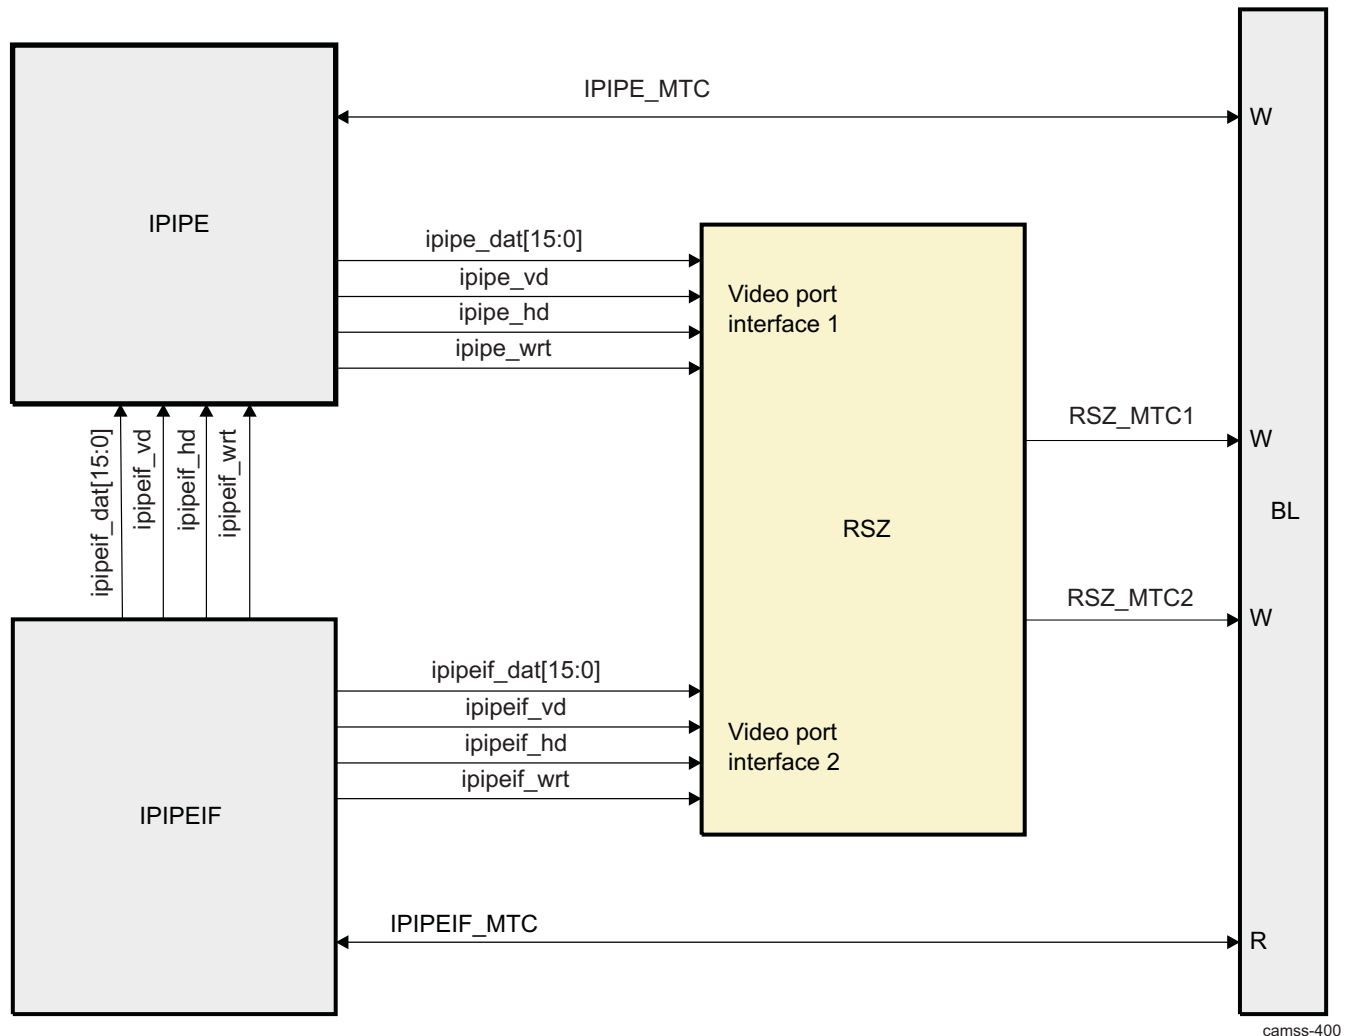 IPIPE_MTC
W
IPIPE
ipipe_dat[15:0]
ipipe_vd
ipipe_hd
ipipe_wrt
Video port
interface 1
ipipeif_dat[15:0]
ipipeif_vd
ipipeif_hd
ipipeif_wrt
RSZ_MTC1
W
BL
RSZ
RSZ_MTC2
W
ipipeif_dat[15:0]
ipipeif_vd
ipipeif_hd
ipipeif_wrt
Video port
interface 2
IPIPEIF
IPIPEIF_MTC
R
camss-400